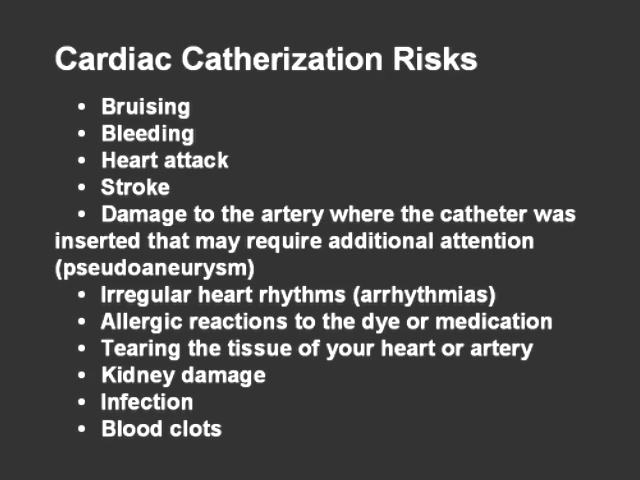 Cardiac Catherization Risks
• Bruising
• Bleeding
• Heart attack
• Stroke
• Damage to the artery where the catheter was
inserted that may require additional attention
(pseudoaneurysm)
• Irregular heart rhythms (arrhythmias)
• Allergic reactions to the dye or medication
• Tearing the tissue of your heart or artery
• Kidney damage
• Infection
• Blood clots